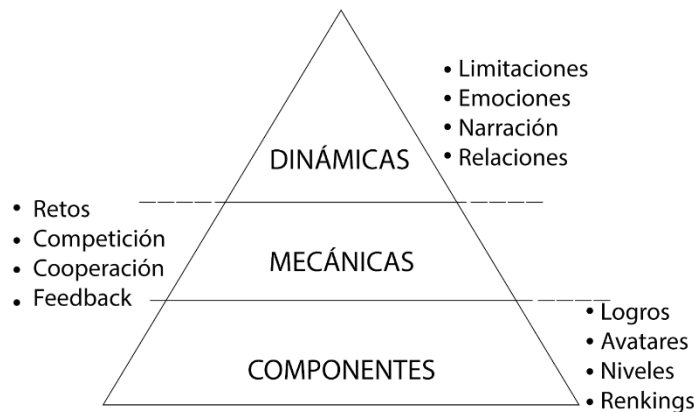 • Limitaciones
• Emociones
• Narración
• Relaciones
DINÁMICAS
• Retos
• Competición
• Cooperación
• Feedback
MECÁNICAS
• Logros
• Avatares
• Niveles
• Renkings
COMPONENTES